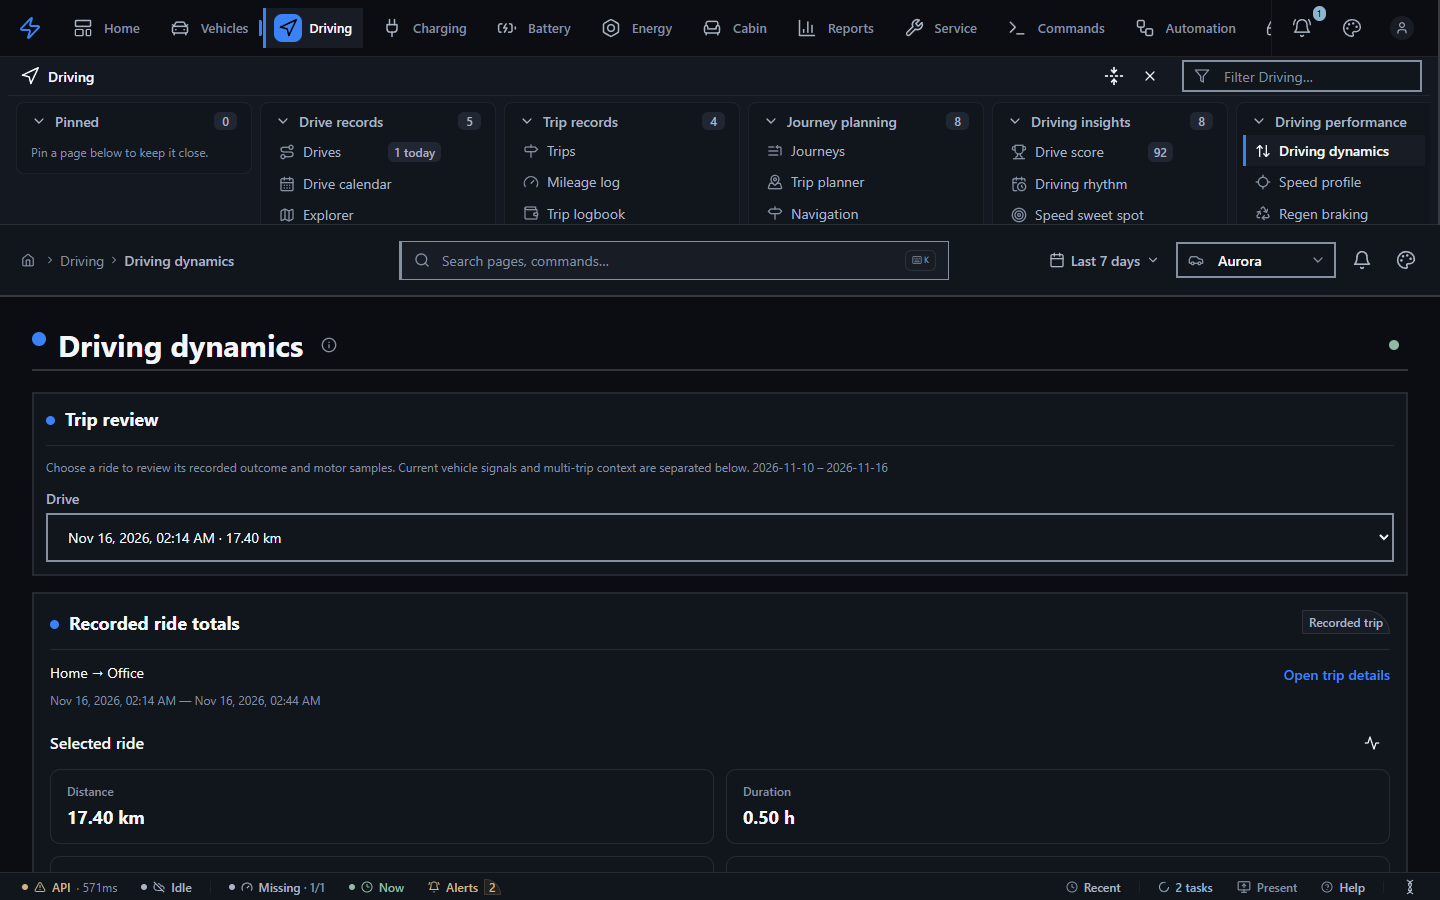 Home
Vehicles
Driving
Charging
Battery
Energy
Cabin
Reports
Service
Commands
Automation
1
Driving
Filter Driving...
Pinned 0
Pin a page below to keep it close.
Drive records 5
Drives 1 today
Drive calendar
Explorer
Trip records 4
Trips
Mileage log
Trip logbook
Journey planning 8
Journeys
Trip planner
Navigation
Driving insights 8
Drive score 92
Driving rhythm
Speed sweet spot
Driving performance
Driving dynamics
Speed profile
Regen braking
Driving
Driving dynamics
Search pages, commands...
K
Last 7 days
Aurora
Driving dynamics
Trip review
Choose a ride to review its recorded outcome and motor samples. Current vehicle signals and multi-trip context are separated below. 2026-11-10 – 2026-11-16
Drive
Nov 16, 2026, 02:14 AM · 17.40 km
Recorded ride totals
Recorded trip
Home → Office
Open trip details
Nov 16, 2026, 02:14 AM — Nov 16, 2026, 02:44 AM
Selected ride
Distance
17.40 km
Duration
0.50 h
API · 571ms
Idle
Missing · 1/1
Now
Alerts 2
Recent
2 tasks
Present
Help